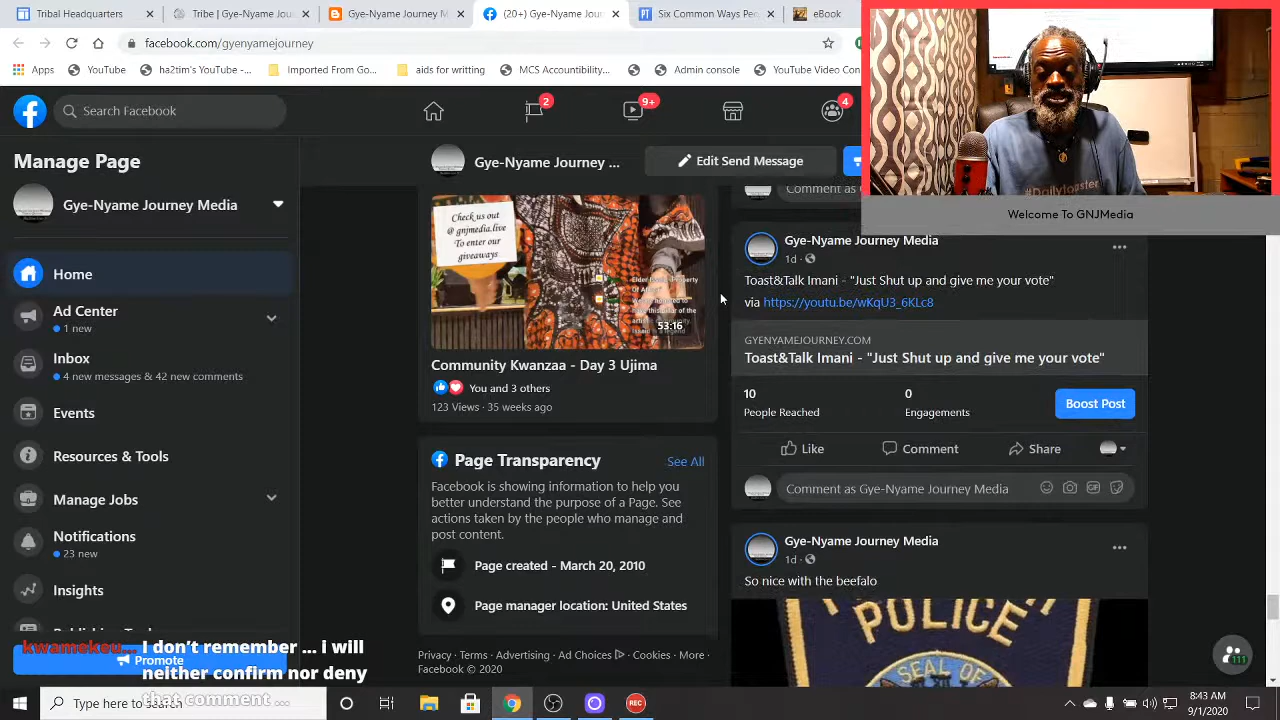 Tribal Headquarters
Gye-Nyame Journey M
(20+) Gye-Nyame Jour
Six Common Ways Peo
eBook
facebook.com/gyenyamejourney
Apps
YouTube
ha2tim's YouTube -...
Imported From Go...
MCS Accountability...
Admin console
YouTube Video Con
Search Facebook
2
9+
4
Manage Page
Gye-Nyame Journey Media
Home
Ad Center
1 new
Inbox
4 new messages & 42 new comments
Events
Resources & Tools
Manage Jobs
Notifications
23 new
Insights
Promote
kwamekeu... I don't remember ... i will
neither confirm nor deny
that comment ...
Gye-Nyame Journey ...
Edit Send Message
Check us out
@ gnjmedia.live
To enter our
giveaways
53:16
Community Kwanzaa - Day 3 Ujima
You and 3 others
123 Views · 35 weeks ago
Page Transparency
See All
Facebook is showing information to help you
better understand the purpose of a Page. See
actions taken by the people who manage and
post content.
Page created - March 20, 2010
Page manager location: United States
Privacy · Terms · Advertising · Ad Choices · Cookies · More ·
Facebook © 2020
Comment as
Gye-Nyame Journey Media
1d ·
Toast&Talk Imani - "Just Shut up and give me your vote"
via https://youtu.be/wKqU3_6KLc8
GYENYAMEJOURNEY.COM
Toast&Talk Imani - "Just Shut up and give me your vote"
10
People Reached
0
Engagements
Boost Post
Like
Comment
Share
Comment as Gye-Nyame Journey Media
GIF
Gye-Nyame Journey Media
1d ·
So nice with the beefalo
POLICE
SEAL OF
#Dailytoaster
Welcome To GNJMedia
111
Type here to
REC
8:43 AM
9/1/2020